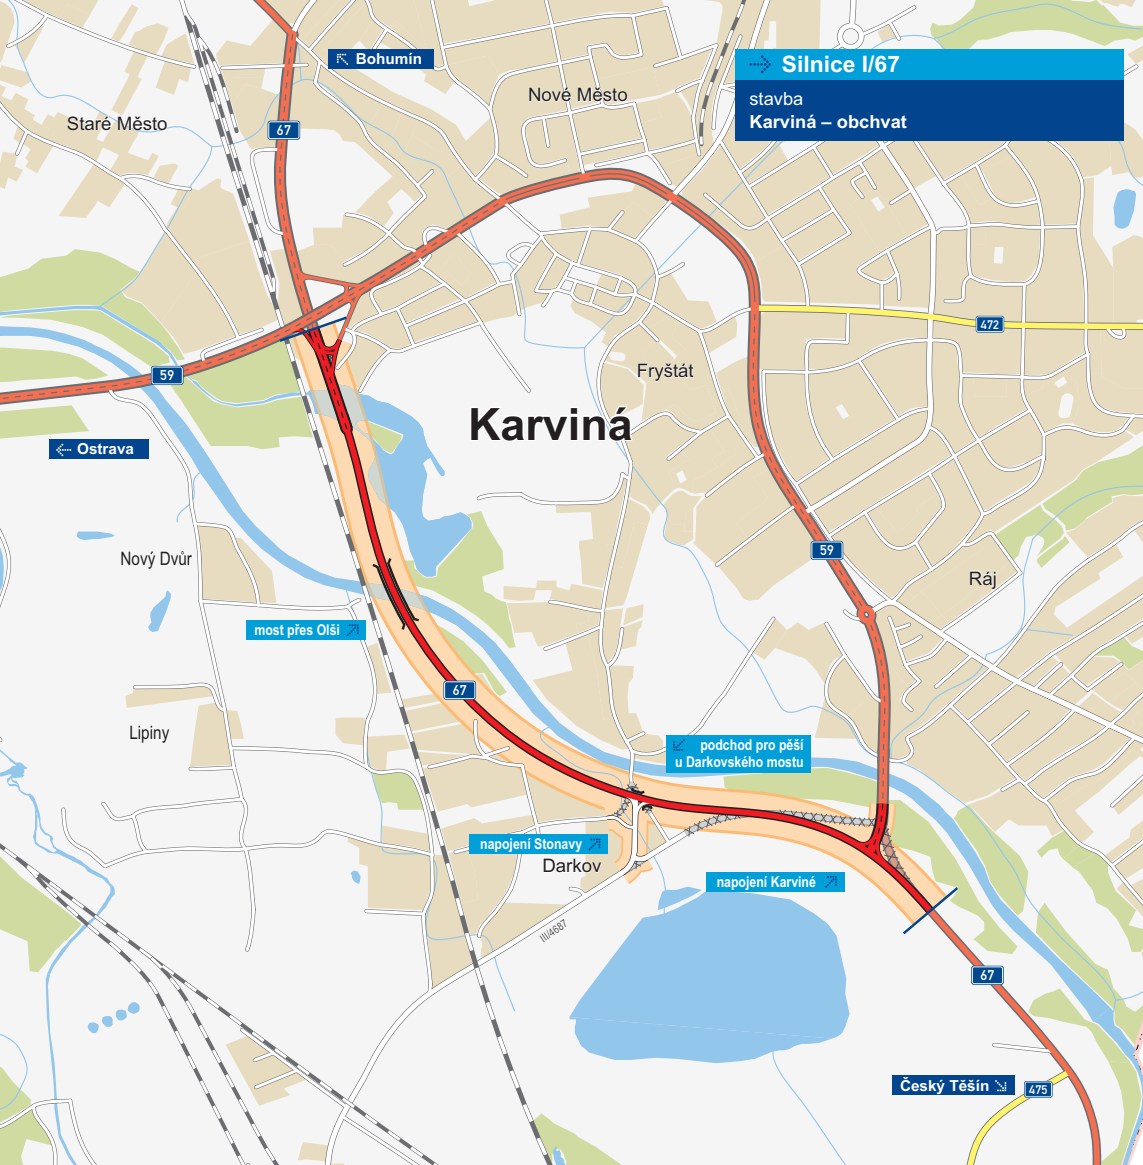 Bohumín
Silnice I/67
stavba
Karviná – obchvat
Nové Město
Staré Město
67
472
59
Fryštát
Karviná
Ostrava
Nový Dvůr
59
Ráj
most přes Olši
67
Lipiny
podchod pro pěší
u Darkovského mostu
napojení Stonavy
Darkov
napojení Karviné
III/4687
67
Český Těšín
475